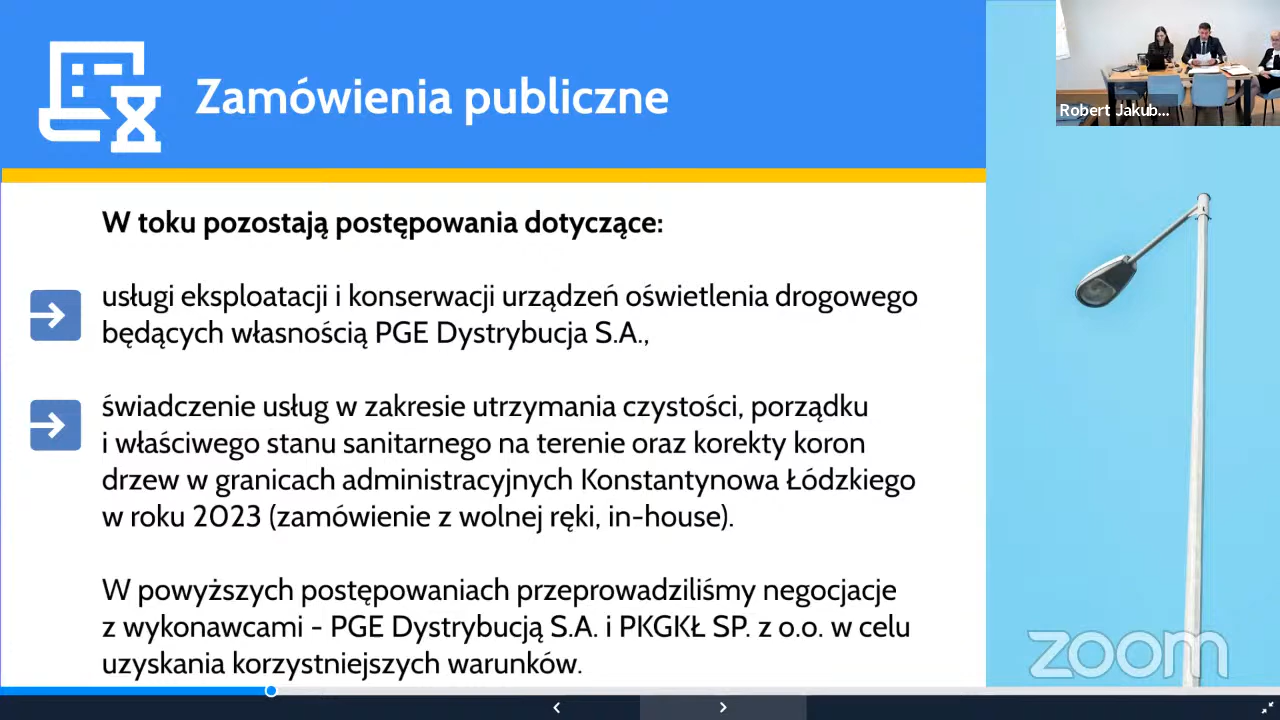 Zamówienia publiczne
Robert Jakub...
W toku pozostają postępowania dotyczące:
usługi eksploatacji i konserwacji urządzeń oświetlenia drogowego
będących własnością PGE Dystrybucja S.A.,
świadczenie usług w zakresie utrzymania czystości, porządku
i właściwego stanu sanitarnego na terenie oraz korekty koron
drzew w granicach administracyjnych Konstantynowa Łódzkiego
w roku 2023 (zamówienie z wolnej ręki, in-house).
W powyższych postępowaniach przeprowadziliśmy negocjacje
z wykonawcami - PGE Dystrybucją S.A. i PKGKŁ SP. z o.o. w celu
uzyskania korzystniejszych warunków.
zoom